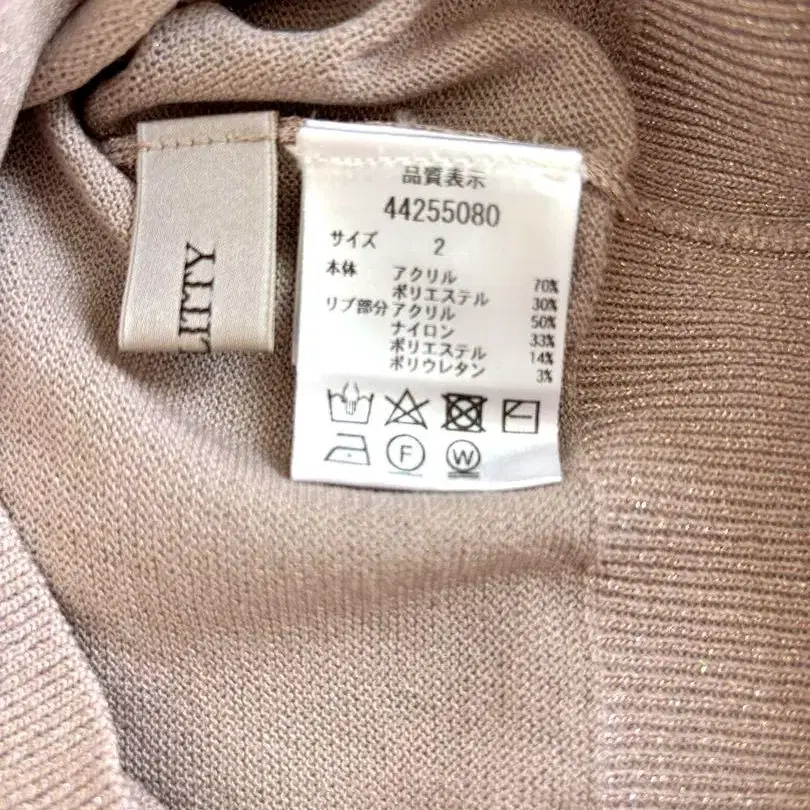 LITTY
品質表示
44255080
サイズ 2
本体 アクリル 70%
ポリエステル 30%
リブ部分 アクリル 50%
ナイロン 33%
ポリエステル 14%
ポリウレタン 3%
F
W